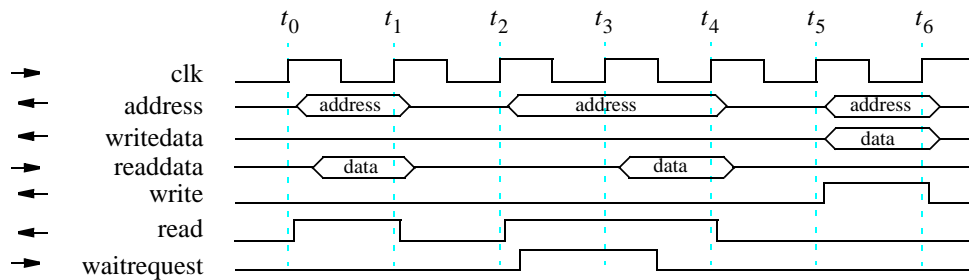 t0 t1 t2 t3 t4 t5 t6
clk
address address address address
writedata data
readdata data data
write
read
waitrequest